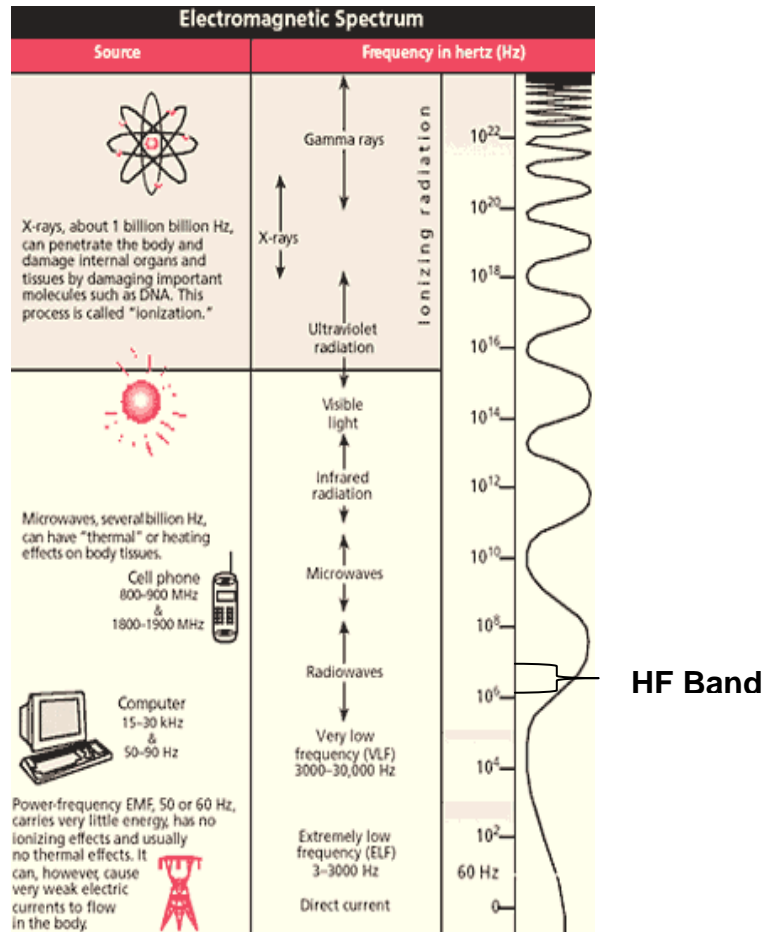 Electromagnetic Spectrum
Source
Frequency in hertz (Hz)
X-rays, about 1 billion billion Hz,
can penetrate the body and
damage internal organs and
tissues by damaging important
molecules such as DNA. This
process is called "ionization."
Microwaves, several billion Hz,
can have "thermal" or heating
effects on body tissues.
Cell phone
800–900 MHz
&
1800–1900 MHz
Computer
15–30 kHz
&
50–90 Hz
Power-frequency EMF, 50 or 60 Hz,
carries very little energy, has no
ionizing effects and usually
no thermal effects. It
can, however, cause
very weak electric
currents to flow
in the body.
Gamma rays
X-rays
Ultraviolet
radiation
Visible
light
Infrared
radiation
Microwaves
Radiowaves
Very low
frequency (VLF)
3000–30,000 Hz
Extremely low
frequency (ELF)
3–3000 Hz
Direct current
Ionizing radiation
10²²
10²⁰
10¹⁸
10¹⁶
10¹⁴
10¹²
10¹⁰
10⁸
10⁶
10⁴
10²
60 Hz
0
HF Band